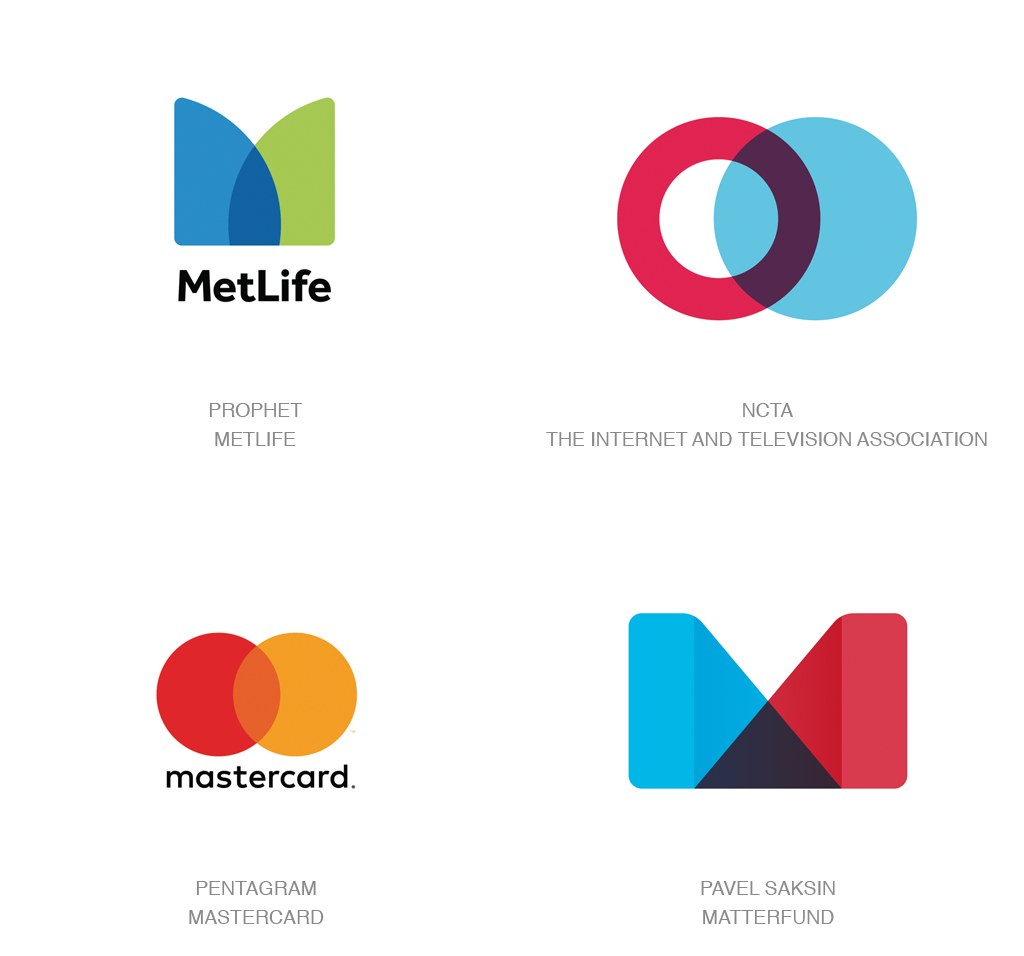 MetLife
PROPHET
METLIFE
NCTA
THE INTERNET AND TELEVISION ASSOCIATION
mastercard.
PENTAGRAM
MASTERCARD
PAVEL SAKSIN
MATTERFUND